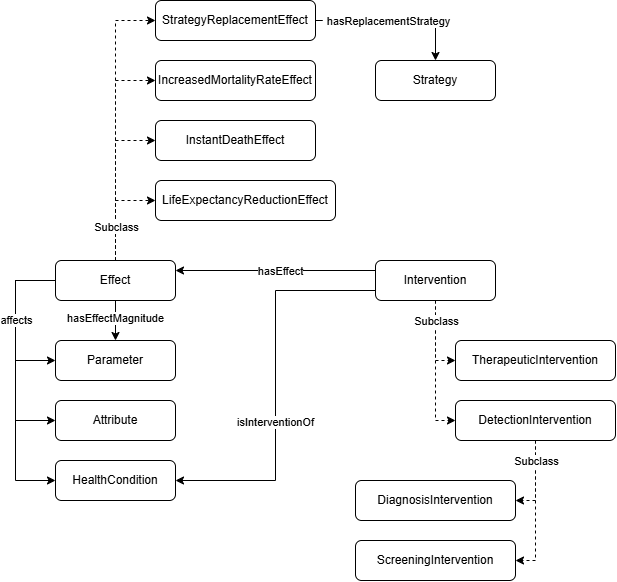 StrategyReplacementEffect
hasReplacementStrategy
IncreasedMortalityRateEffect
Strategy
InstantDeathEffect
LifeExpectancyReductionEffect
Subclass
Effect
hasEffect
Intervention
affects
hasEffectMagnitude
Subclass
Parameter
TherapeuticIntervention
Attribute
isInterventionOf
DetectionIntervention
Subclass
HealthCondition
DiagnosisIntervention
ScreeningIntervention